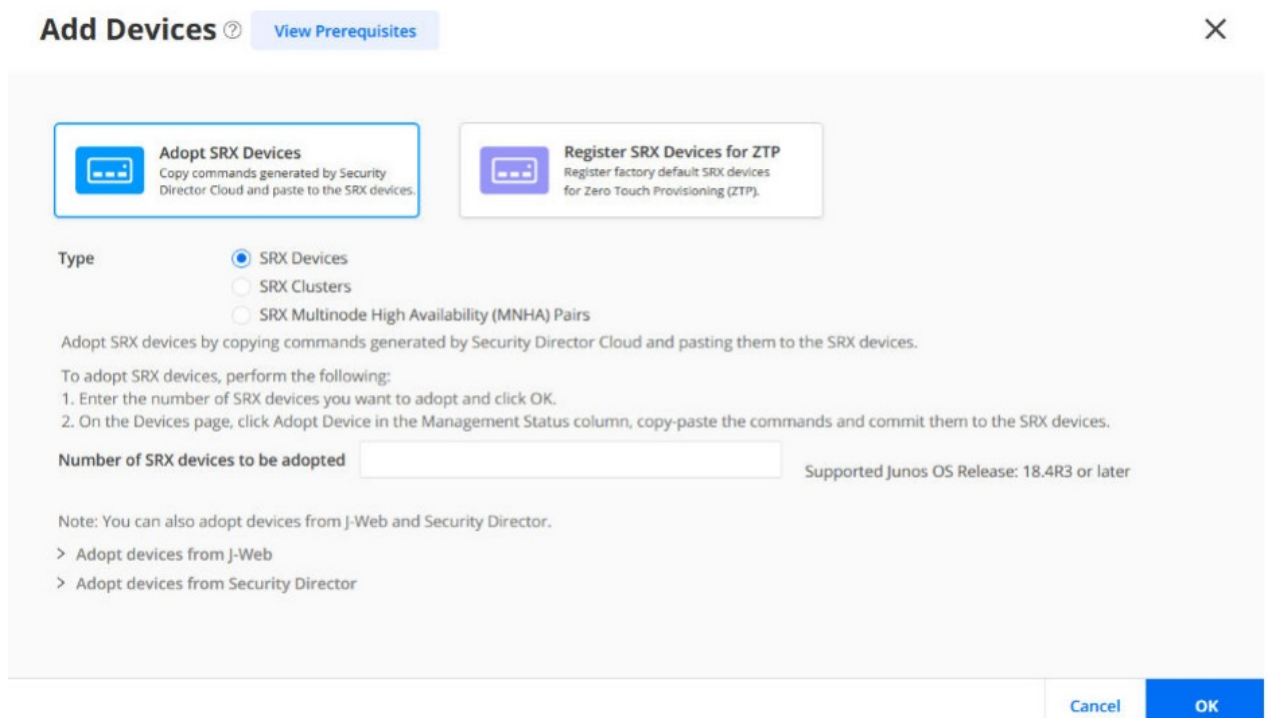 Add Devices
View Prerequisites
Adopt SRX Devices
Copy commands generated by Security
Director Cloud and paste to the SRX devices.
Register SRX Devices for ZTP
Register factory default SRX devices
for Zero Touch Provisioning (ZTP).
Type
SRX Devices
SRX Clusters
SRX Multinode High Availability (MNHA) Pairs
Adopt SRX devices by copying commands generated by Security Director Cloud and pasting them to the SRX devices.
To adopt SRX devices, perform the following:
1. Enter the number of SRX devices you want to adopt and click OK.
2. On the Devices page, click Adopt Device in the Management Status column, copy-paste the commands and commit them to the SRX devices.
Number of SRX devices to be adopted
Supported Junos OS Release: 18.4R3 or later
Note: You can also adopt devices from J-Web and Security Director.
> Adopt devices from J-Web
> Adopt devices from Security Director
Cancel
OK